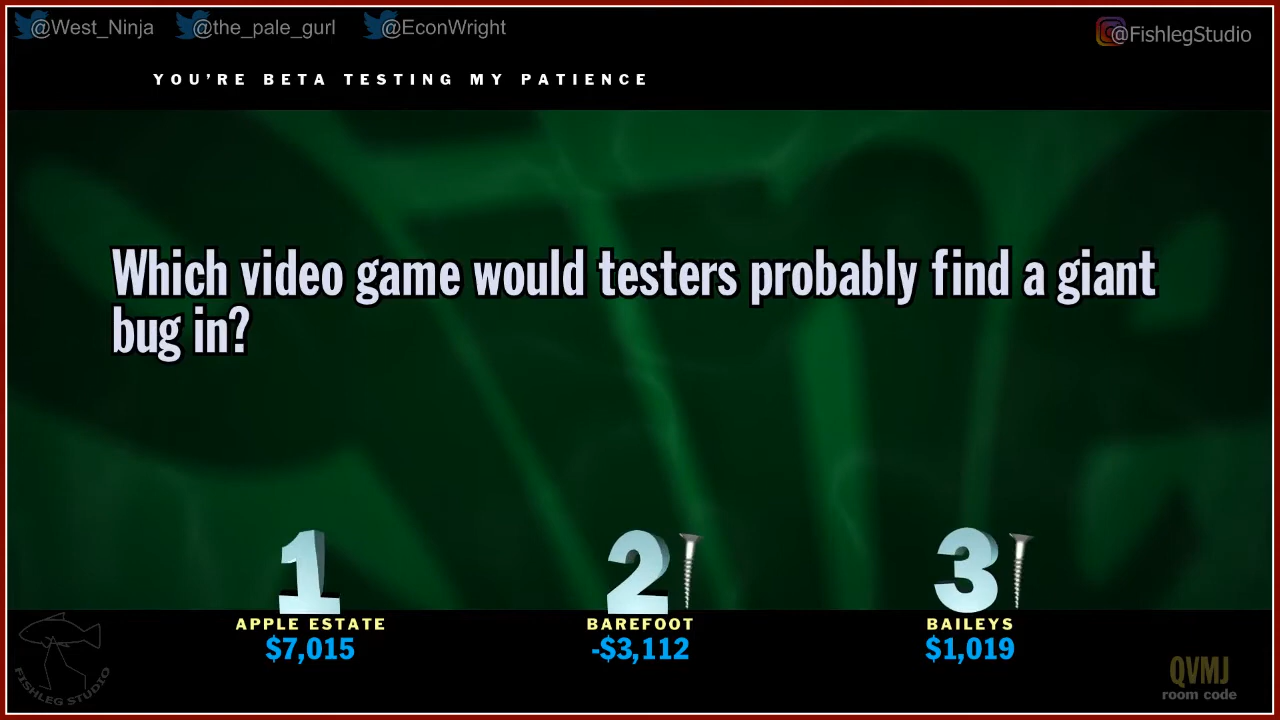 @West_Ninja @the_pale_gurl @EconWright @FishlegStudio
YOU'RE BETA TESTING MY PATIENCE
Which video game would testers probably find a giant
bug in?
1 2 3
APPLE ESTATE BAREFOOT BAILEYS
$7,015 -$3,112 $1,019
FISHLEG STUDIO
QVMJ
room code